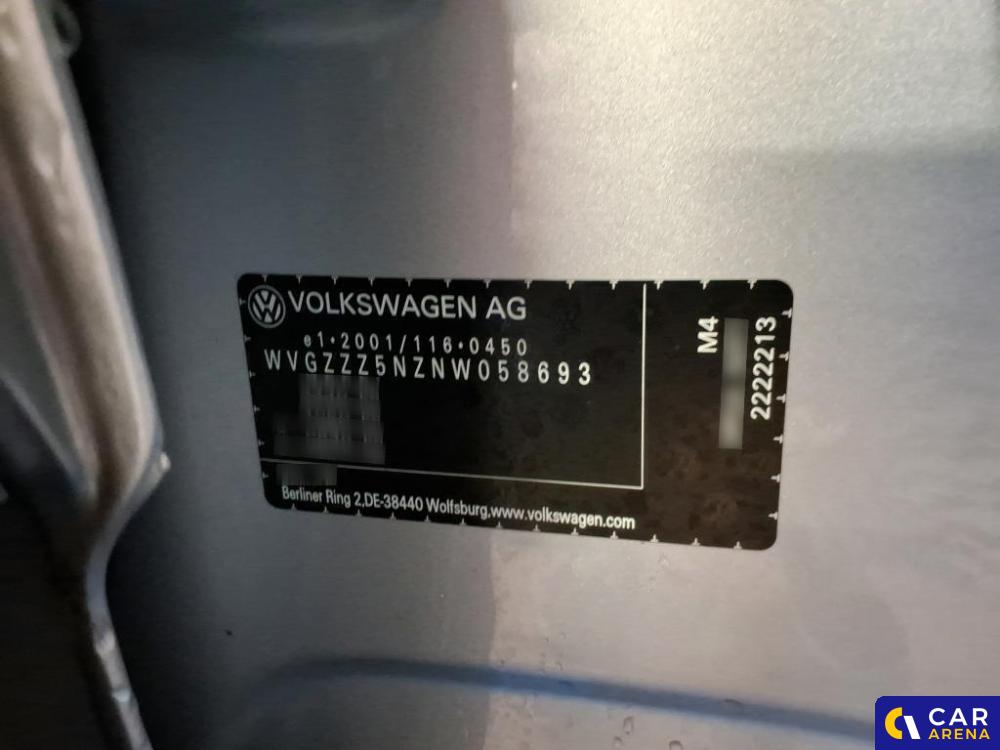 VOLKSWAGEN AG
e1*2001/116*0450
WVGZZZ5NZNW058693
Berliner Ring 2,DE-38440 Wolfsburg,www.volkswagen.com
M4
22222213
CAR
ARENA